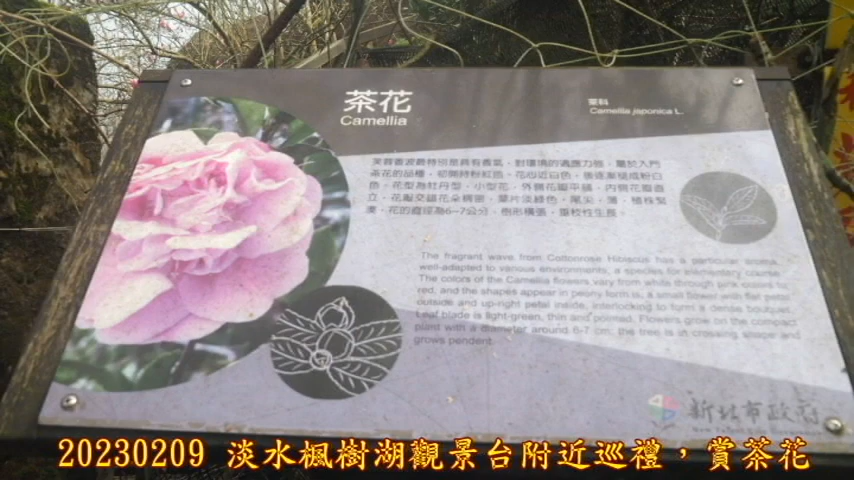 茶花
Camellia
茶科
Camellia japonica L.
芙蓉香波最特別是具有香氣，對環境的適應力強，屬於入門
茶花的品種，初開時粉紅色，花心近白色，後逐漸褪成粉白
色，花型為牡丹型，小型花，外側花瓣平鋪，內側花瓣直
立，花瓣交錯花朵稠密，葉片淡綠色，尾尖、薄，植株緊
湊，花的直徑為6—7公分，樹形橫張，垂枝性生長。
The fragrant wave from Cottonrose Hibiscus has a particular aroma,
well-adapted to various environments, a species for elementary course.
The colors of the Camellia flowers vary from white through pink colors to
red, and the shapes appear in peony form is, a small flower with flat petal
outside and up-right petal inside, interlocking to form a dense bouquet.
Leaf blade is light-green, thin and pointed. Flowers grow on the compact
plant with a diameter around 6-7 cm; the tree is in crossing shape and
grows pendent.
新北市政府
New Taipei City Government
20230209 淡水楓樹湖觀景台附近巡禮，賞茶花